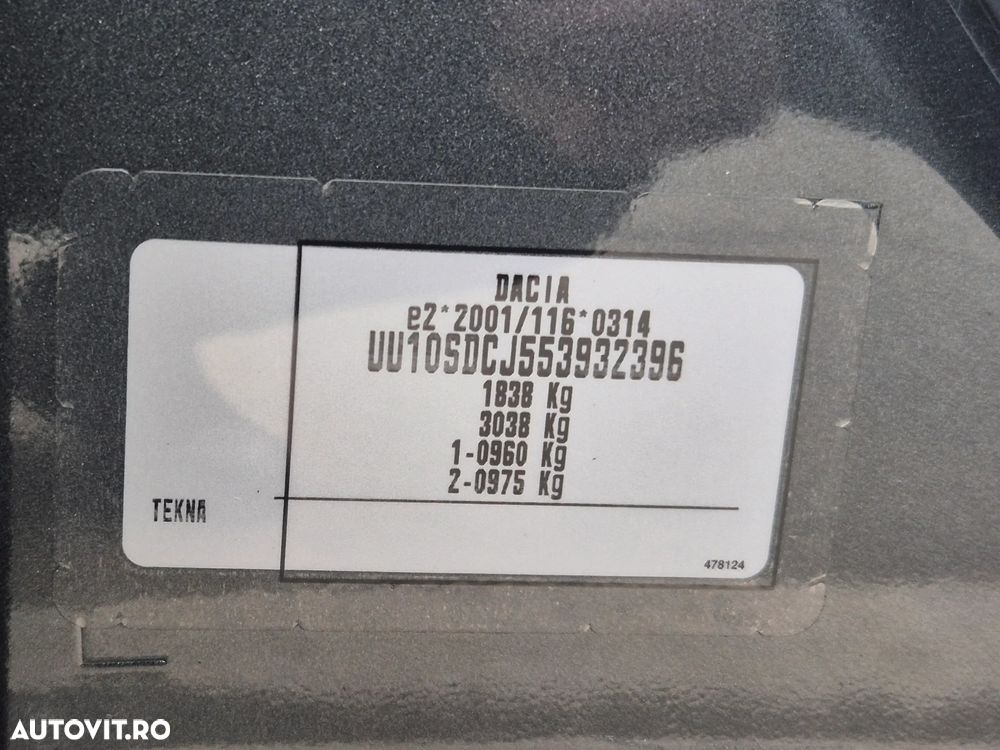 DACIA
e2*2001/116*0314
UU10SDCJ553932396
1838 Kg
3038 Kg
1-0960 Kg
2-0975 Kg
TEKNA
478124
AUTOVIT.RO